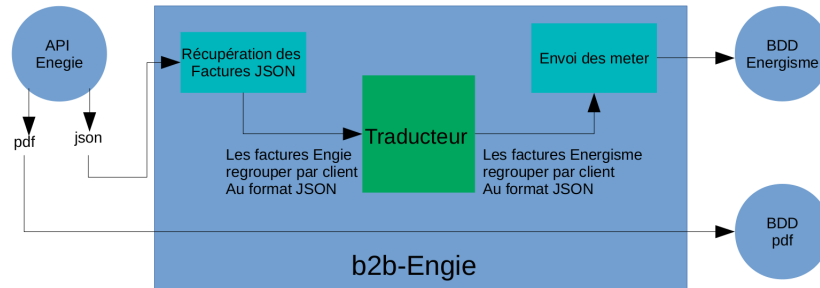 API
Enegie
pdf
json
Récupération des
Factures JSON
Les factures Engie
regrouper par client
Au format JSON
Traducteur
Les factures Energisme
regrouper par client
Au format JSON
Envoi des meter
BDD
Energisme
BDD
pdf
b2b-Engie